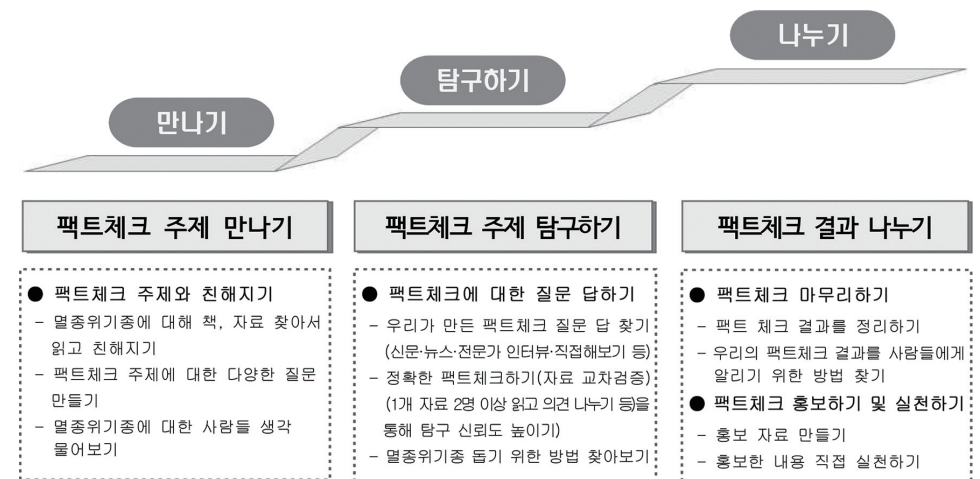 만나기
탐구하기
나누기
팩트체크 주제 만나기
● 팩트체크 주제와 친해지기
- 멸종위기종에 대해 책, 자료 찾아서
읽고 친해지기
- 팩트체크 주제에 대한 다양한 질문
만들기
- 멸종위기종에 대한 사람들 생각
물어보기
팩트체크 주제 탐구하기
● 팩트체크에 대한 질문 답하기
- 우리가 만든 팩트체크 질문 답 찾기
(신문·뉴스·전문가 인터뷰·직접해보기 등)
- 정확한 팩트체크하기(자료 교차검증)
(1개 자료 2명 이상 읽고 의견 나누기 등을
통해 탐구 신뢰도 높이기)
- 멸종위기종 돕기 위한 방법 찾아보기
팩트체크 결과 나누기
● 팩트체크 마무리하기
- 팩트 체크 결과를 정리하기
- 우리의 팩트체크 결과를 사람들에게
알리기 위한 방법 찾기
● 팩트체크 홍보하기 및 실천하기
- 홍보 자료 만들기
- 홍보한 내용 직접 실천하기